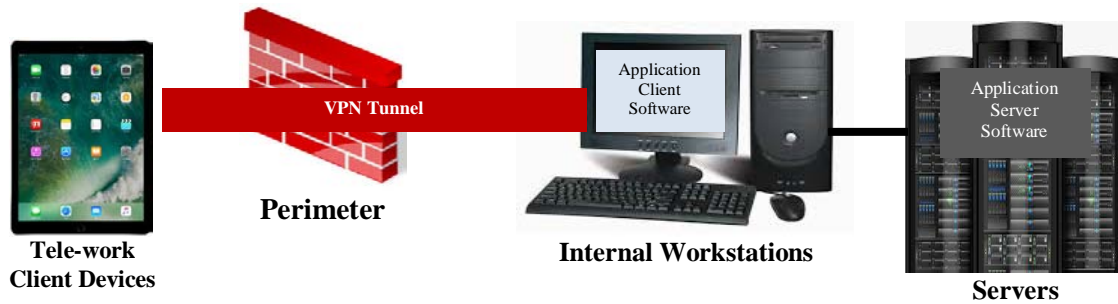 Tele-work
Client Devices
VPN Tunnel
Perimeter
Application
Client
Software
Internal Workstations
Application
Server
Software
Servers